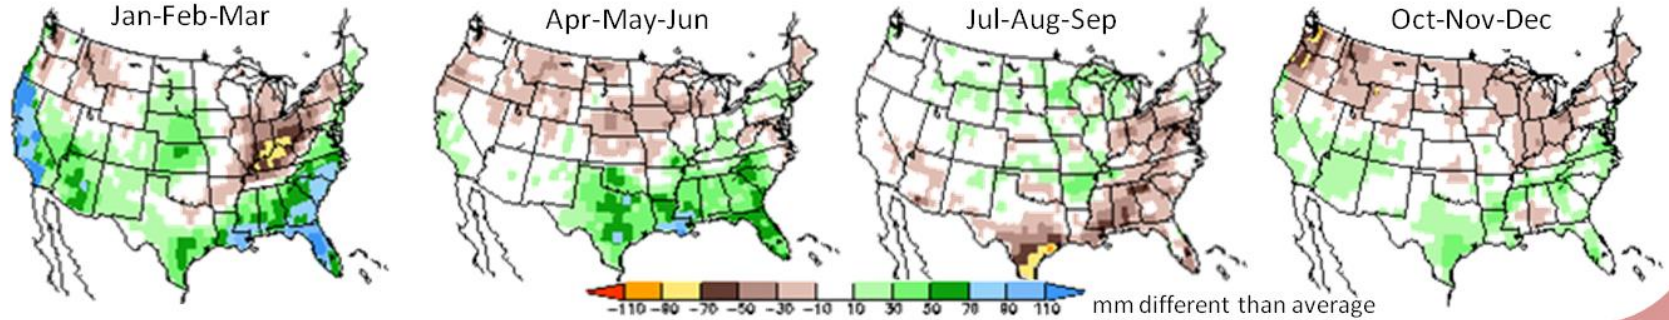 Jan-Feb-Mar
Apr-May-Jun
Jul-Aug-Sep
Oct-Nov-Dec
-110 -90 -70 -50 -30 -10 10 30 50 70 90 110
mm different than average